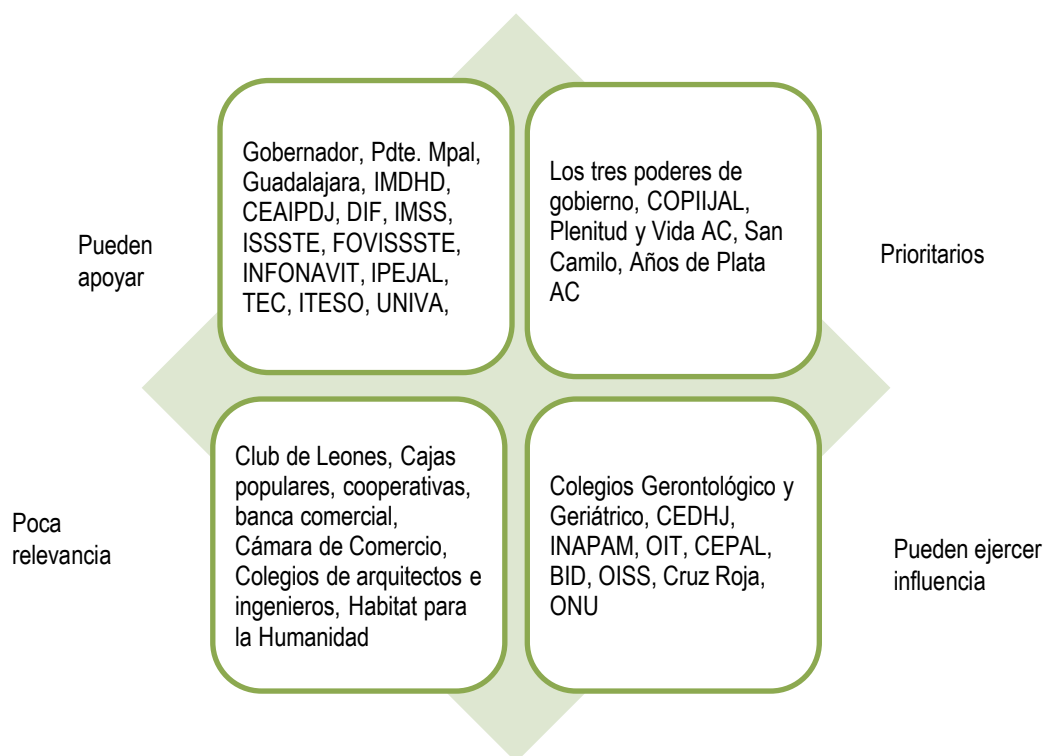 Pueden
apoyar
Gobernador, Pdte. Mpal,
Guadalajara, IMDHD,
CEAIPDJ, DIF, IMSS,
ISSSTE, FOVISSSTE,
INFONAVIT, IPEJAL,
TEC, ITESO, UNIVA,
Los tres poderes de
gobierno, COPIIJAL,
Plenitud y Vida AC, San
Camilo, Años de Plata
AC
Prioritarios
Poca
relevancia
Club de Leones, Cajas
populares, cooperativas,
banca comercial,
Cámara de Comercio,
Colegios de arquitectos e
ingenieros, Habitat para
la Humanidad
Colegios Gerontológico y
Geriátrico, CEDHJ,
INAPAM, OIT, CEPAL,
BID, OISS, Cruz Roja,
ONU
Pueden ejercer
influencia